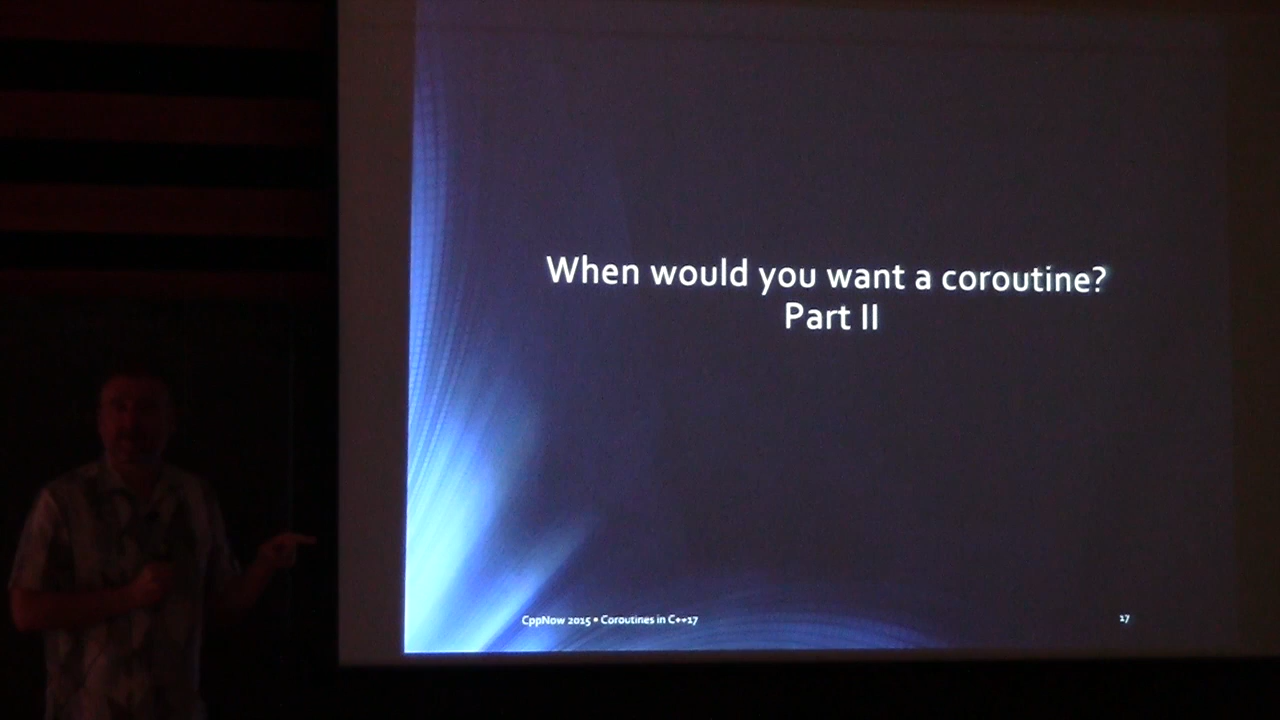 When would you want a coroutine?
Part II
CppNow 2015 • Coroutines in C++17
17